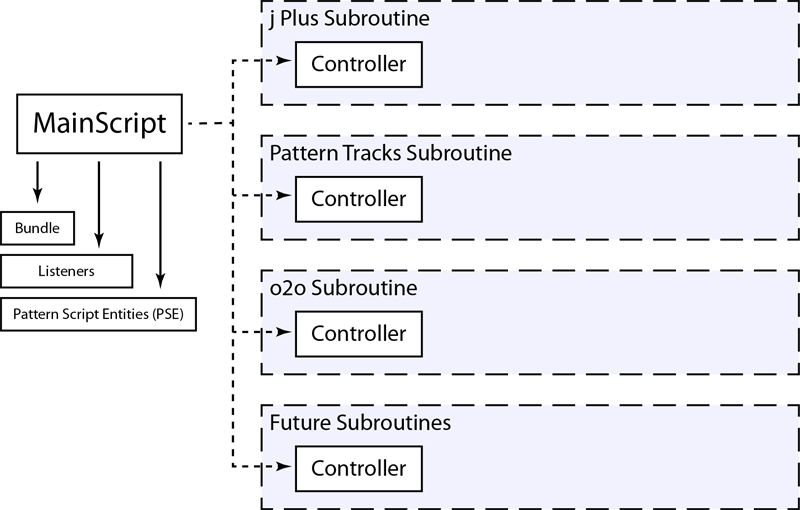 j Plus Subroutine
Controller
MainScript
Bundle
Listeners
Pattern Script Entities (PSE)
Pattern Tracks Subroutine
Controller
o2o Subroutine
Controller
Future Subroutines
Controller